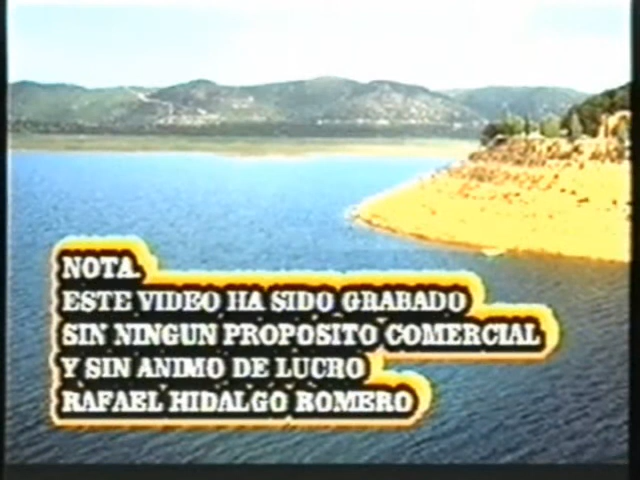 NOTA.
ESTE VIDEO HA SIDO GRABADO
SIN NINGUN PROPOSITO COMERCIAL
Y SIN ANIMO DE LUCRO
RAFAEL HIDALGO ROMERO